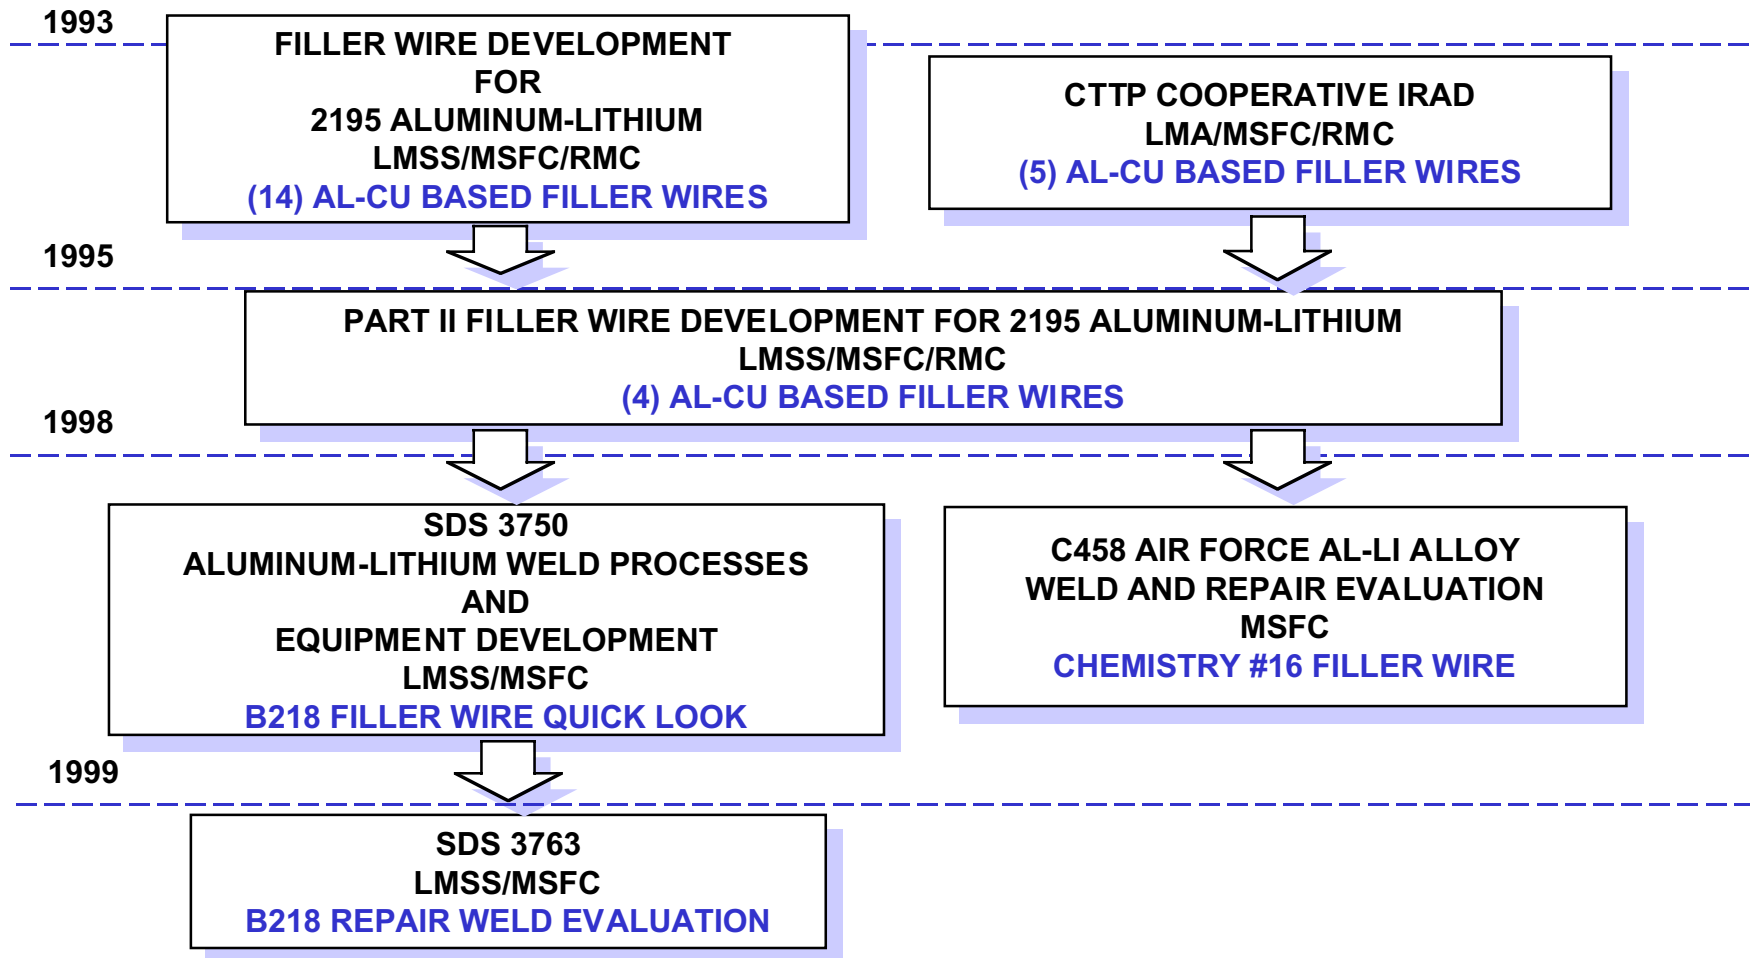 1993
FILLER WIRE DEVELOPMENT
FOR
2195 ALUMINUM-LITHIUM
LMSS/MSFC/RMC
(14) AL-CU BASED FILLER WIRES
CTTP COOPERATIVE IRAD
LMA/MSFC/RMC
(5) AL-CU BASED FILLER WIRES
1995
PART II FILLER WIRE DEVELOPMENT FOR 2195 ALUMINUM-LITHIUM
LMSS/MSFC/RMC
(4) AL-CU BASED FILLER WIRES
1998
SDS 3750
ALUMINUM-LITHIUM WELD PROCESSES
AND
EQUIPMENT DEVELOPMENT
LMSS/MSFC
B218 FILLER WIRE QUICK LOOK
C458 AIR FORCE AL-LI ALLOY
WELD AND REPAIR EVALUATION
MSFC
CHEMISTRY #16 FILLER WIRE
1999
SDS 3763
LMSS/MSFC
B218 REPAIR WELD EVALUATION